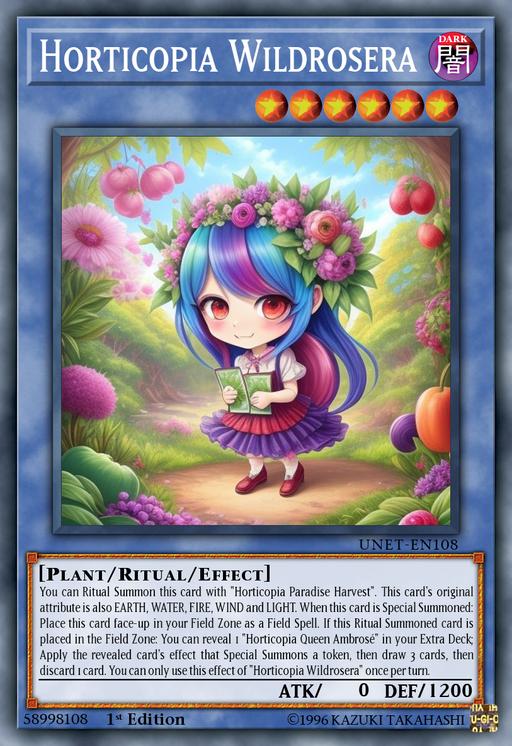 HORTICOPIA WILDROSERA
DARK
闇
UNET-EN108
[PLANT/RITUAL/EFFECT]
You can Ritual Summon this card with "Horticopia Paradise Harvest". This card's original
attribute is also EARTH, WATER, FIRE, WIND and LIGHT. When this card is Special Summoned:
Place this card face-up in your Field Zone as a Field Spell. If this Ritual Summoned card is
placed in the Field Zone: You can reveal 1 "Horticopia Queen Ambrosé" in your Extra Deck;
Apply the revealed card's effect that Special Summons a token, then draw 3 cards, then
discard 1 card. You can only use this effect of "Horticopia Wildrosera" once per turn.
ATK/ 0 DEF/1200
58998108 1st Edition ©1996 KAZUKI TAKAHASHI